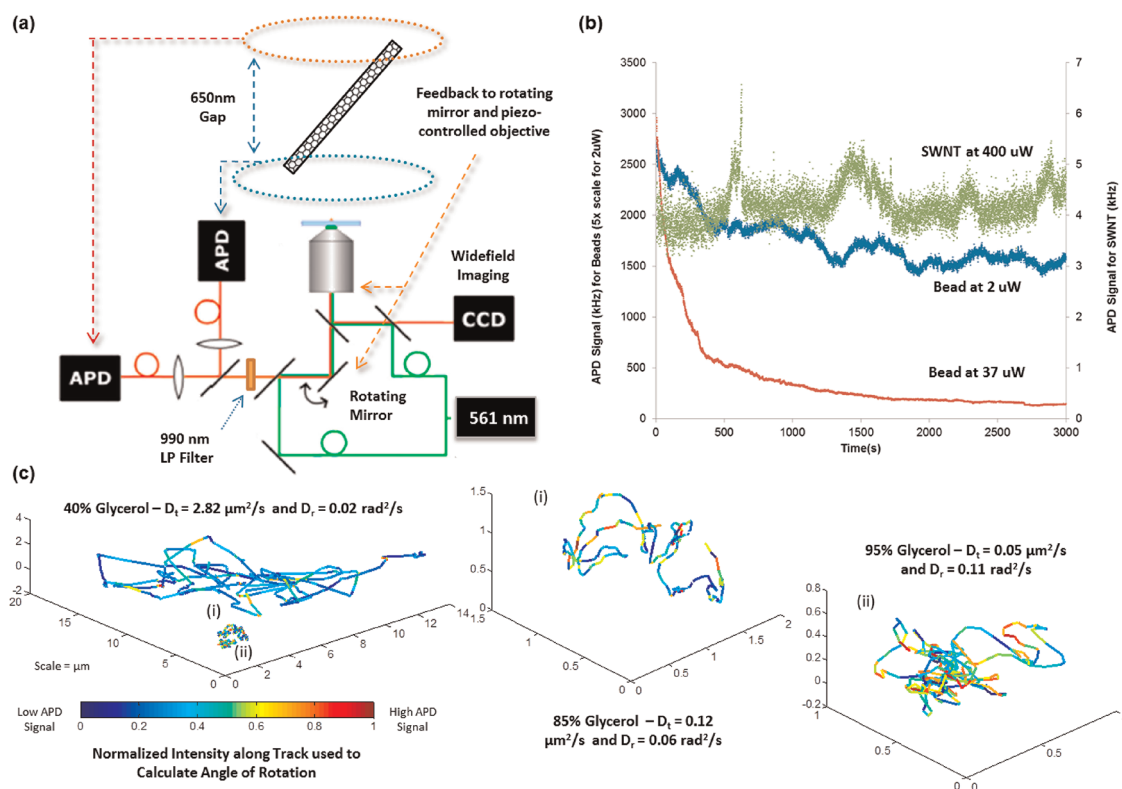 (a)
650nm
Gap
Feedback to rotating
mirror and piezo-
controlled objective
APD
Widefield
Imaging
CCD
APD
Rotating
Mirror
561 nm
990 nm
LP Filter
(b)
APD Signal (kHz) for Beads (5x scale for 2uW)
3500
3000
2500
2000
1500
1000
500
0
7
6
5
4
3
2
1
0
APD Signal for SWNT (kHz)
SWNT at 400 uW
Bead at 2 uW
Bead at 37 uW
0 500 1000 1500 2000 2500 3000
Time(s)
(c)
40% Glycerol – Dt = 2.82 μm²/s and Dr = 0.02 rad²/s
4
2
0
-2
20
15
10
5
0
0
2
4
6
8
10
12
14
(i)
(ii)
Scale = μm
Low APD
Signal
0 0.2 0.4 0.6 0.8 1
High APD
Signal
Normalized Intensity along Track used to
Calculate Angle of Rotation
(i)
1.5
1
0.5
0
1.5
1
0.5
0
0
0.5
1
1.5
2
85% Glycerol – Dt = 0.12
μm²/s and Dr = 0.06 rad²/s
95% Glycerol – Dt = 0.05 μm²/s
and Dr = 0.11 rad²/s
(ii)
0.8
0.6
0.4
0.2
0
-0.2
1
0.5
0
0
0.5